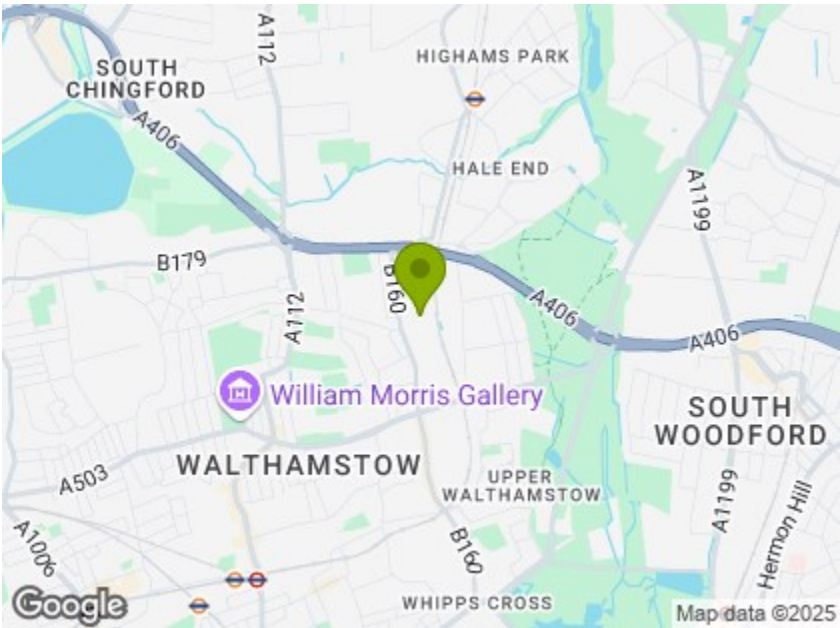 A112
HIGHAMS PARK
SOUTH
CHINGFORD
A406
HALE END
A1199
B179
B160
A112
A406
A406
William Morris Gallery
SOUTH
WOODFORD
WALTHAMSTOW
A503
UPPER
WALTHAMSTOW
A1199
Hermon Hill
A1006
B160
WHIPPS CROSS
Google
Map data ©2025